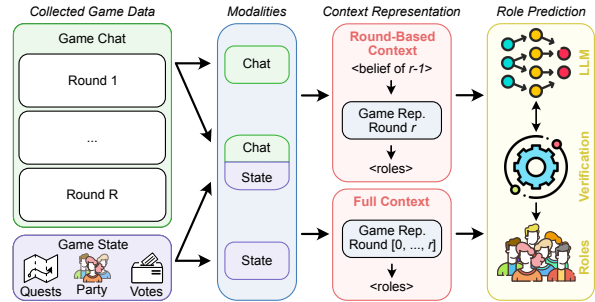 Collected Game Data
Modalities
Context Representation
Role Prediction
Game Chat
Round 1
...
Round R
Game State
Quests
Party
Votes
Chat
Chat
State
State
Round-Based
Context
<belief of r-1>
Game Rep.
Round r
<roles>
Full Context
Game Rep.
Round [0, ..., r]
<roles>
LLM
Verification
Roles